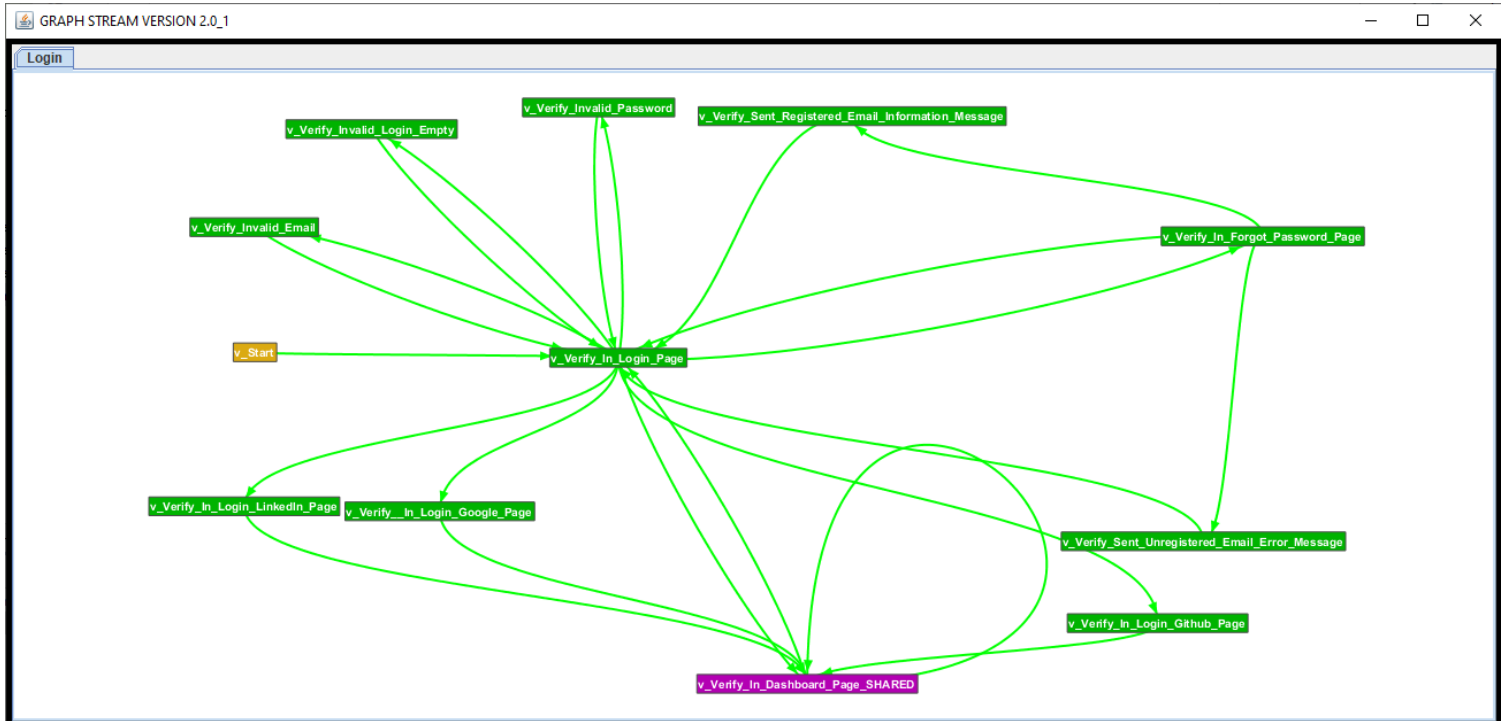 GRAPH STREAM VERSION 2.0_1
Login
v_Verify_Invalid_Password
v_Verify_Sent_Registered_Email_Information_Message
v_Verify_Invalid_Login_Empty
v_Verify_Invalid_Email
v_Verify_In_Forgot_Password_Page
v_Start
v_Verify_In_Login_Page
v_Verify_In_Login_LinkedIn_Page
v_Verify__In_Login_Google_Page
v_Verify_Sent_Unregistered_Email_Error_Message
v_Verify_In_Login_Github_Page
v_Verify_In_Dashboard_Page_SHARED